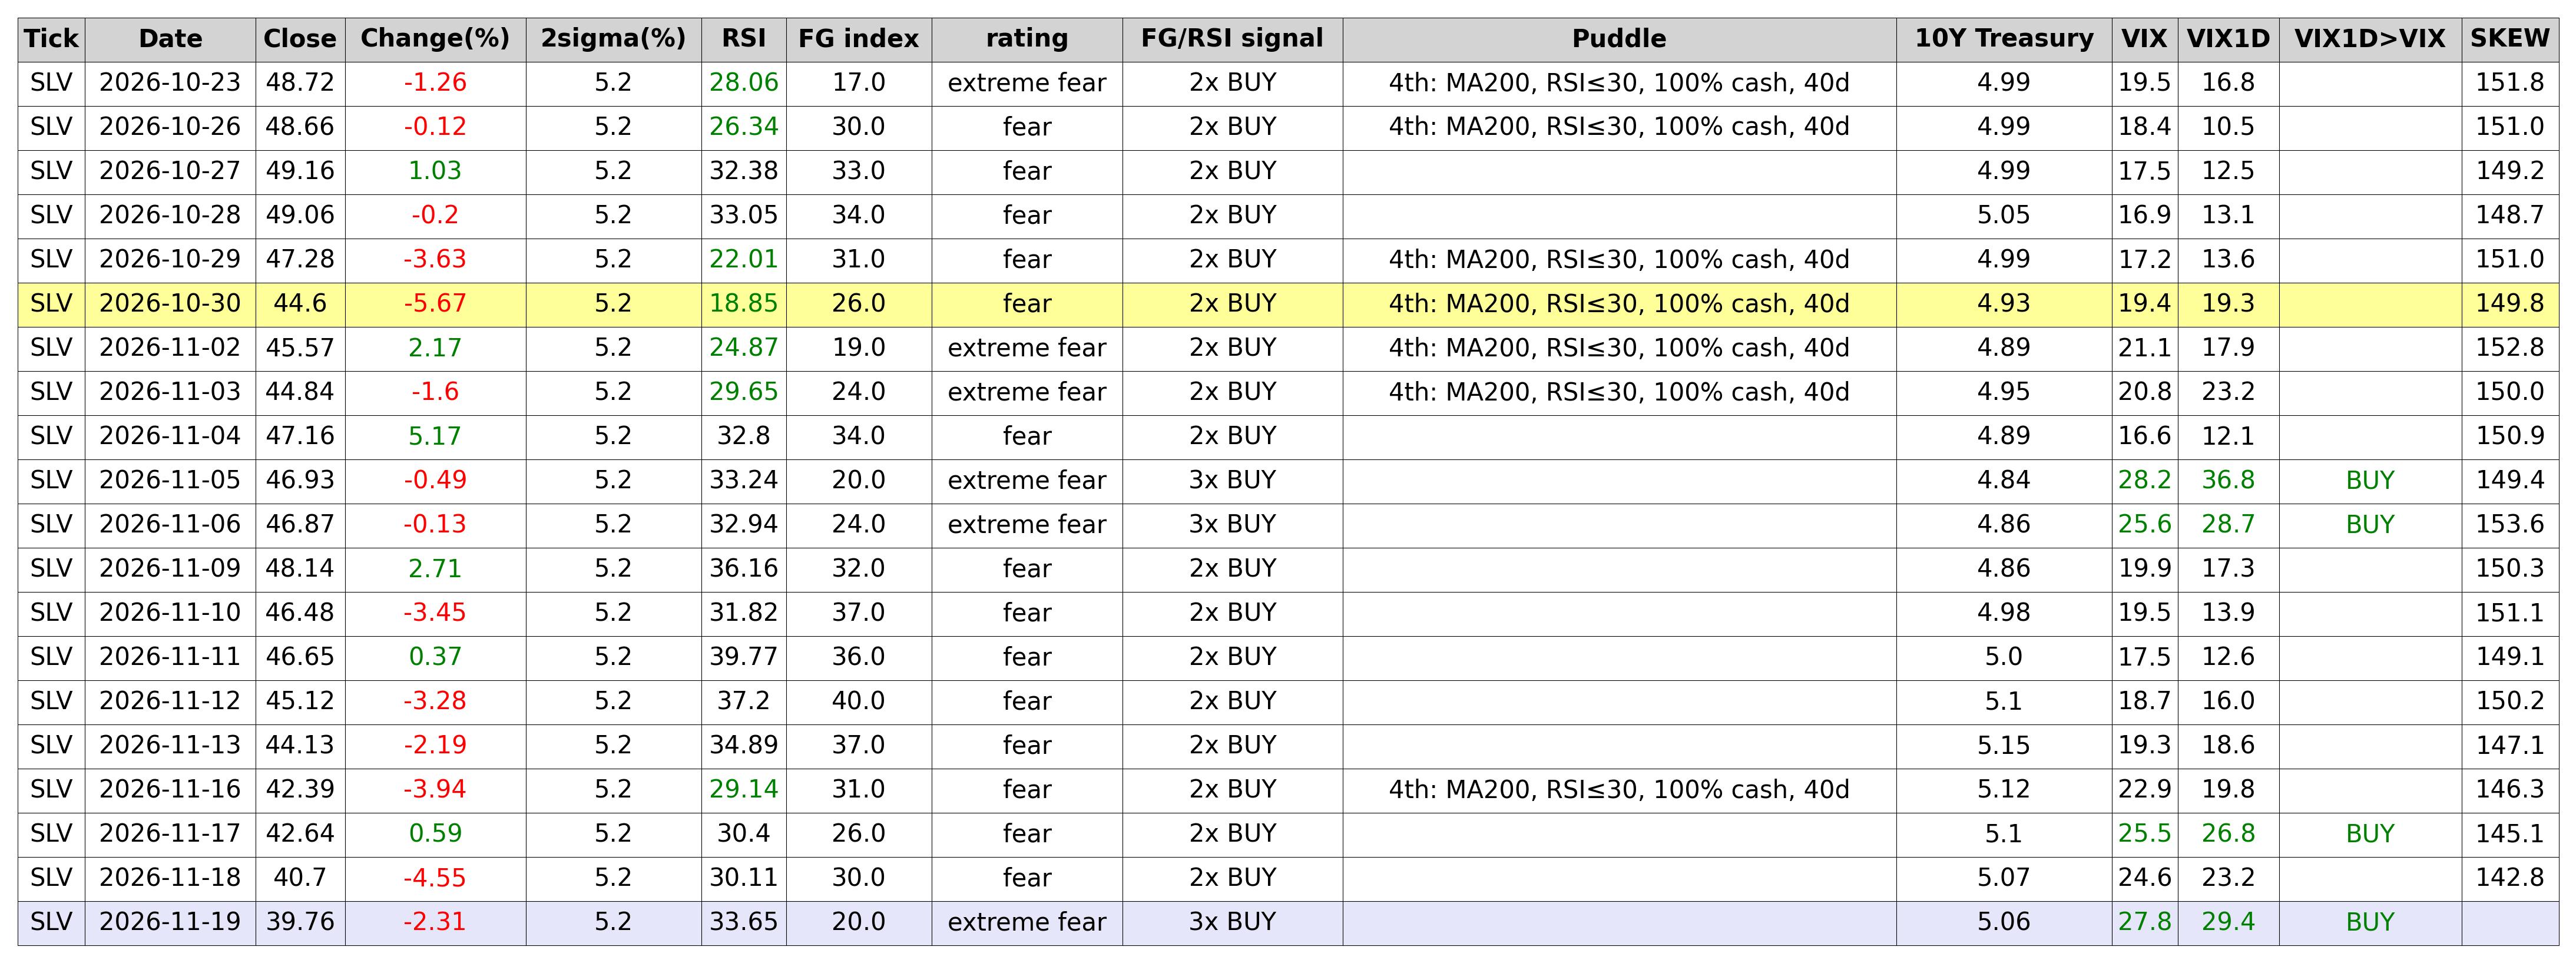 Tick Date Close Change(%) 2sigma(%) RSI FG index rating FG/RSI signal Puddle 10Y Treasury VIX VIX1D VIX1D>VIX SKEW
SLV 2026-10-23 48.72 -1.26 5.2 28.06 17.0 extreme fear 2x BUY 4th: MA200, RSI≤30, 100% cash, 40d 4.99 19.5 16.8 151.8
SLV 2026-10-26 48.66 -0.12 5.2 26.34 30.0 fear 2x BUY 4th: MA200, RSI≤30, 100% cash, 40d 4.99 18.4 10.5 151.0
SLV 2026-10-27 49.16 1.03 5.2 32.38 33.0 fear 2x BUY 4.99 17.5 12.5 149.2
SLV 2026-10-28 49.06 -0.2 5.2 33.05 34.0 fear 2x BUY 5.05 16.9 13.1 148.7
SLV 2026-10-29 47.28 -3.63 5.2 22.01 31.0 fear 2x BUY 4th: MA200, RSI≤30, 100% cash, 40d 4.99 17.2 13.6 151.0
SLV 2026-10-30 44.6 -5.67 5.2 18.85 26.0 fear 2x BUY 4th: MA200, RSI≤30, 100% cash, 40d 4.93 19.4 19.3 149.8
SLV 2026-11-02 45.57 2.17 5.2 24.87 19.0 extreme fear 2x BUY 4th: MA200, RSI≤30, 100% cash, 40d 4.89 21.1 17.9 152.8
SLV 2026-11-03 44.84 -1.6 5.2 29.65 24.0 extreme fear 2x BUY 4th: MA200, RSI≤30, 100% cash, 40d 4.95 20.8 23.2 150.0
SLV 2026-11-04 47.16 5.17 5.2 32.8 34.0 fear 2x BUY 4.89 16.6 12.1 150.9
SLV 2026-11-05 46.93 -0.49 5.2 33.24 20.0 extreme fear 3x BUY 4.84 28.2 36.8 BUY 149.4
SLV 2026-11-06 46.87 -0.13 5.2 32.94 24.0 extreme fear 3x BUY 4.86 25.6 28.7 BUY 153.6
SLV 2026-11-09 48.14 2.71 5.2 36.16 32.0 fear 2x BUY 4.86 19.9 17.3 150.3
SLV 2026-11-10 46.48 -3.45 5.2 31.82 37.0 fear 2x BUY 4.98 19.5 13.9 151.1
SLV 2026-11-11 46.65 0.37 5.2 39.77 36.0 fear 2x BUY 5.0 17.5 12.6 149.1
SLV 2026-11-12 45.12 -3.28 5.2 37.2 40.0 fear 2x BUY 5.1 18.7 16.0 150.2
SLV 2026-11-13 44.13 -2.19 5.2 34.89 37.0 fear 2x BUY 5.15 19.3 18.6 147.1
SLV 2026-11-16 42.39 -3.94 5.2 29.14 31.0 fear 2x BUY 4th: MA200, RSI≤30, 100% cash, 40d 5.12 22.9 19.8 146.3
SLV 2026-11-17 42.64 0.59 5.2 30.4 26.0 fear 2x BUY 5.1 25.5 26.8 BUY 145.1
SLV 2026-11-18 40.7 -4.55 5.2 30.11 30.0 fear 2x BUY 5.07 24.6 23.2 142.8
SLV 2026-11-19 39.76 -2.31 5.2 33.65 20.0 extreme fear 3x BUY 5.06 27.8 29.4 BUY